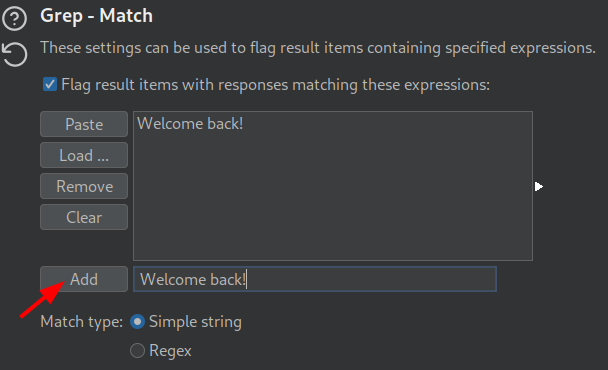 Grep - Match
These settings can be used to flag result items containing specified expressions.
Flag result items with responses matching these expressions:
Paste
Welcome back!
Load ...
Remove
Clear
Add
Welcome back!
Match type:
Simple string
Regex